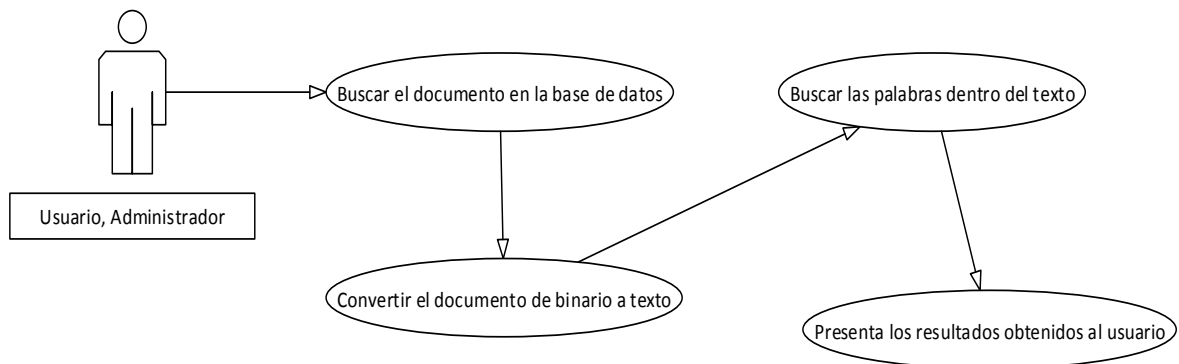 Buscar el documento en la base de datos
Buscar las palabras dentro del texto
Usuario, Administrador
Convertir el documento de binario a texto
Presenta los resultados obtenidos al usuario